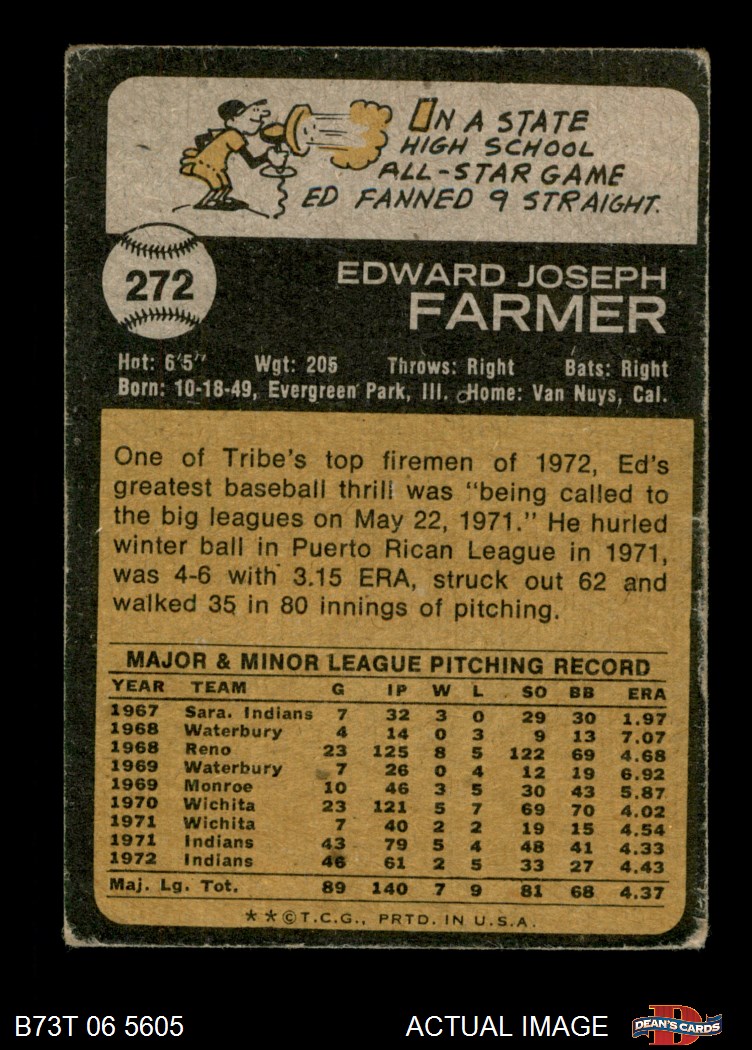 ON A STATE
HIGH SCHOOL
ALL-STAR GAME
ED FANNED 9 STRAIGHT.
272
EDWARD JOSEPH
FARMER
Hgt: 6'5" Wgt: 205 Throws: Right Bats: Right
Born: 10-18-49, Evergreen Park, Ill. Home: Van Nuys, Cal.
One of Tribe's top firemen of 1972, Ed's
greatest baseball thrill was "being called to
the big leagues on May 22, 1971." He hurled
winter ball in Puerto Rican League in 1971,
was 4-6 with 3.15 ERA, struck out 62 and
walked 35 in 80 innings of pitching.
MAJOR & MINOR LEAGUE PITCHING RECORD
YEAR TEAM G IP W L SO BB ERA
1967 Sara. Indians 7 32 3 0 29 30 1.97
1968 Waterbury 4 14 0 3 9 13 7.07
1968 Reno 23 125 8 5 122 69 4.68
1969 Waterbury 7 26 0 4 12 19 6.92
1969 Monroe 10 46 3 5 30 43 5.87
1970 Wichita 23 121 5 7 69 70 4.02
1971 Wichita 7 40 2 2 19 15 4.54
1971 Indians 43 79 5 4 48 41 4.33
1972 Indians 46 61 2 5 33 27 4.43
Maj. Lg. Tot. 89 140 7 9 81 68 4.37
**©T.C.G., PRTD. IN U.S.A.
B73T 06 5605 ACTUAL IMAGE
DEAN'S CARDS